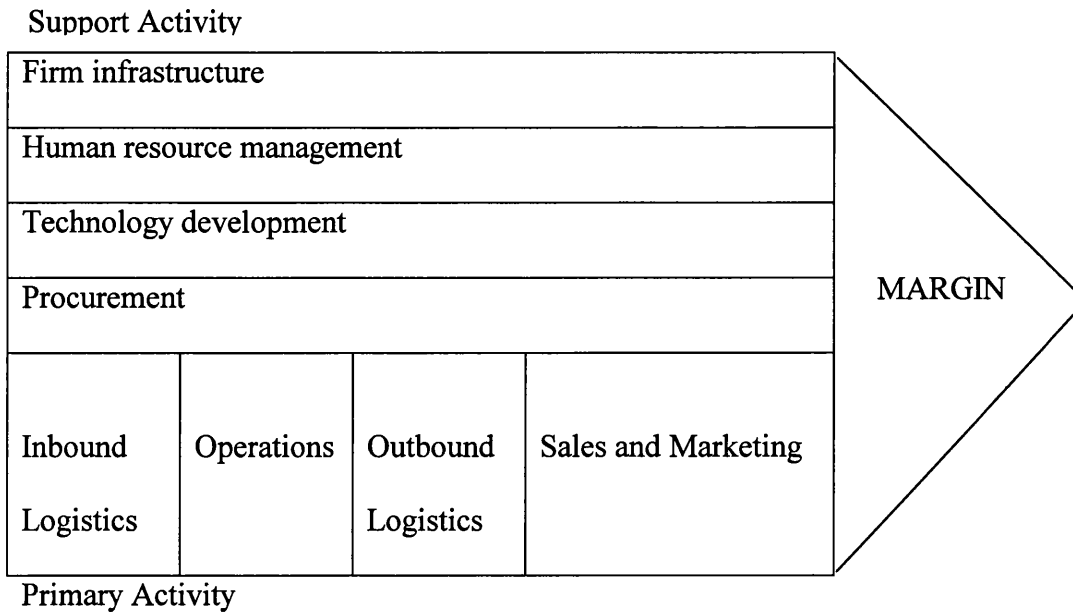 Support Activity
Firm infrastructure
Human resource management
Technology development
Procurement
MARGIN
Inbound
Logistics
Operations
Outbound
Logistics
Sales and Marketing
Primary Activity